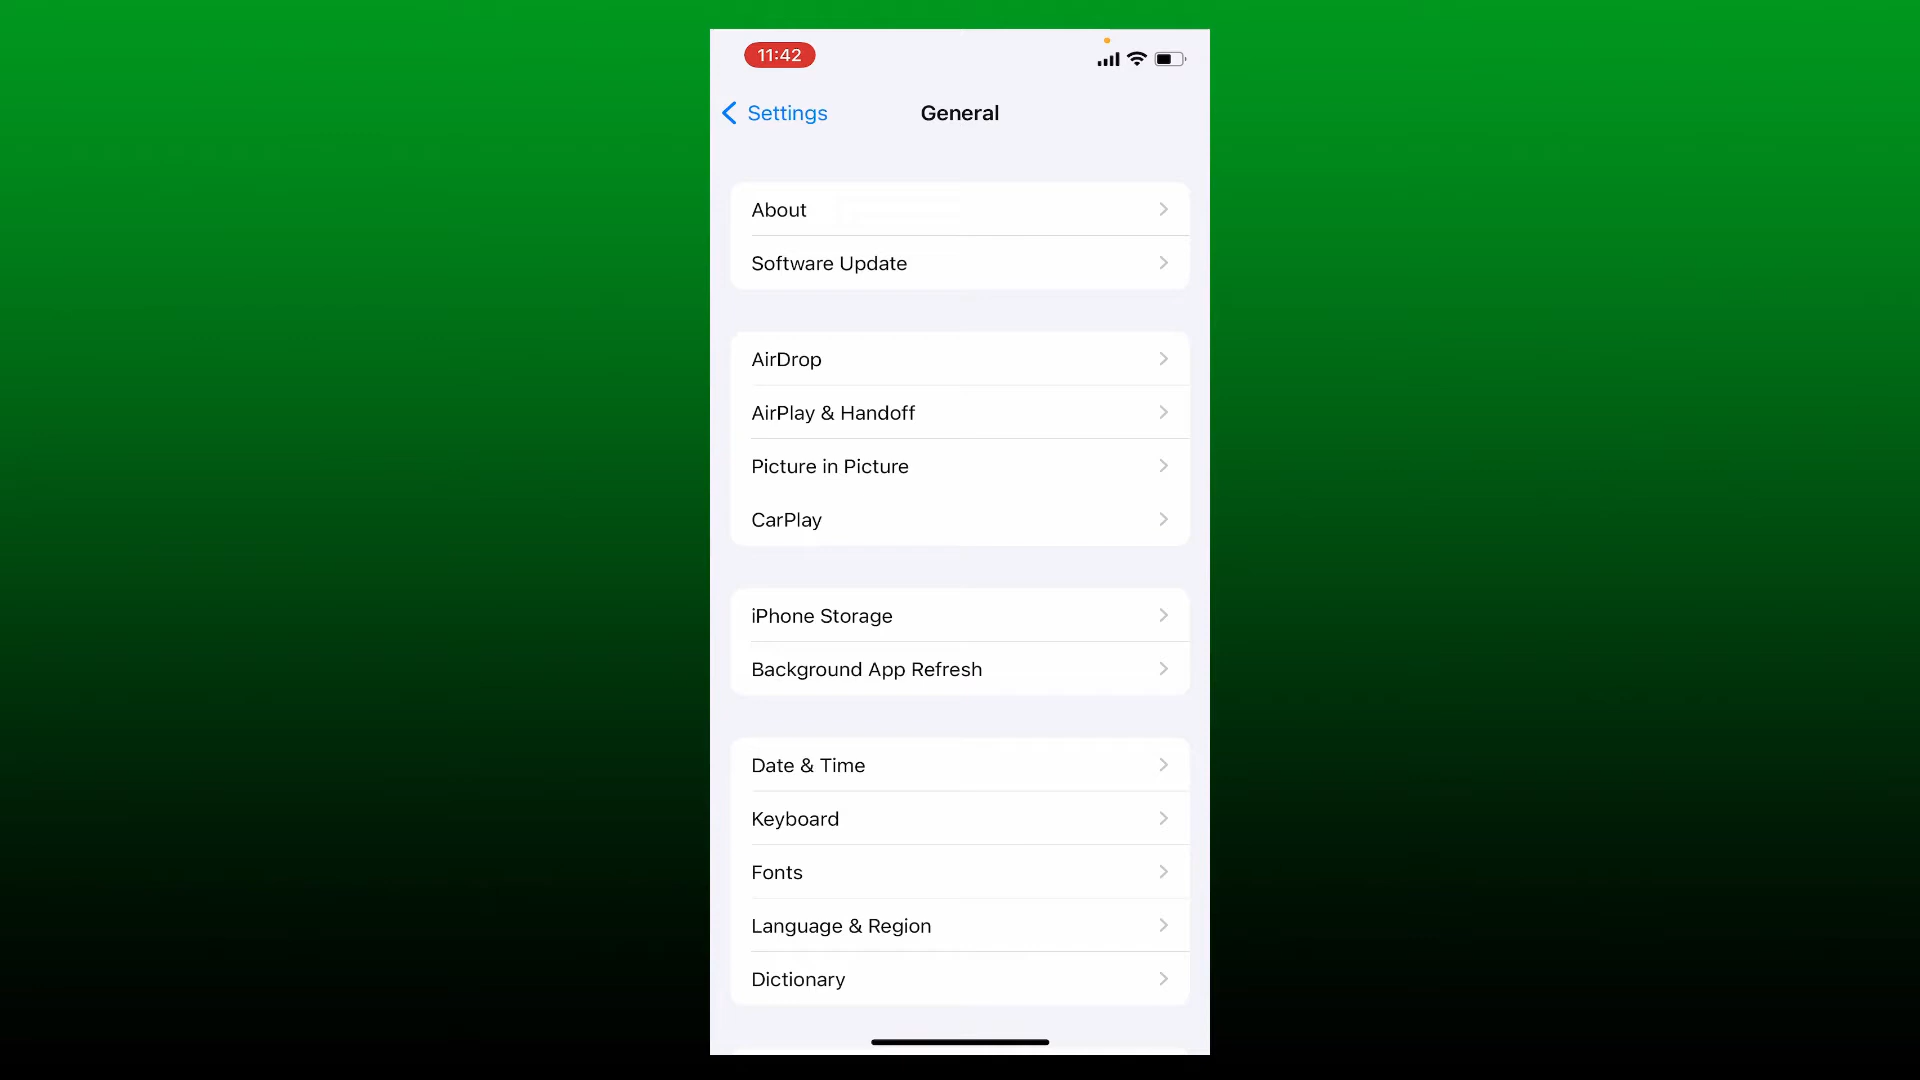 11:42
Settings
General
About
Software Update
AirDrop
AirPlay & Handoff
Picture in Picture
CarPlay
iPhone Storage
Background App Refresh
Date & Time
Keyboard
Fonts
Language & Region
Dictionary